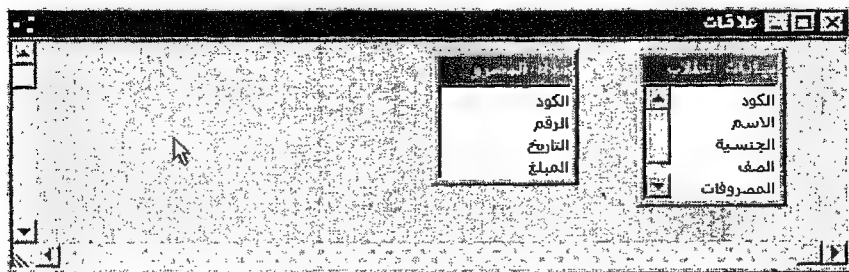 علاقات
الكود
الاسم
الجنسية
الصف
المصروفات
الكود
الرقم
التاريخ
المبلغ